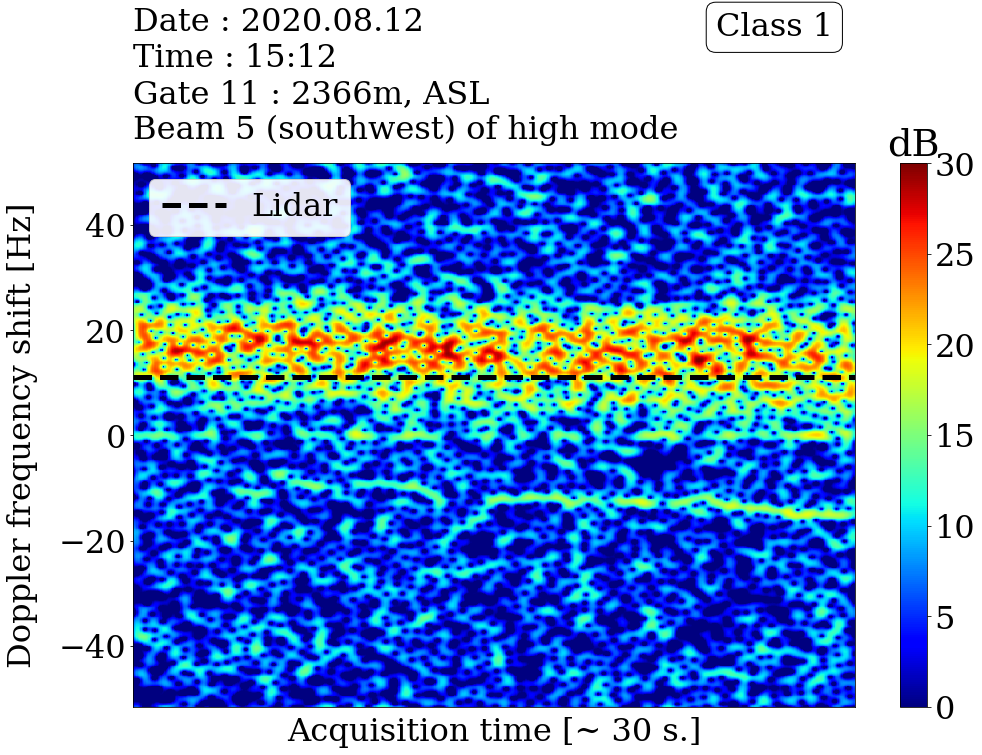 Date : 2020.08.12
Time : 15:12
Gate 11 : 2366m, ASL
Beam 5 (southwest) of high mode
Class 1
dB
Lidar
Doppler frequency shift [Hz]
40
20
0
−20
−40
30
25
20
15
10
5
0
Acquisition time [~ 30 s.]